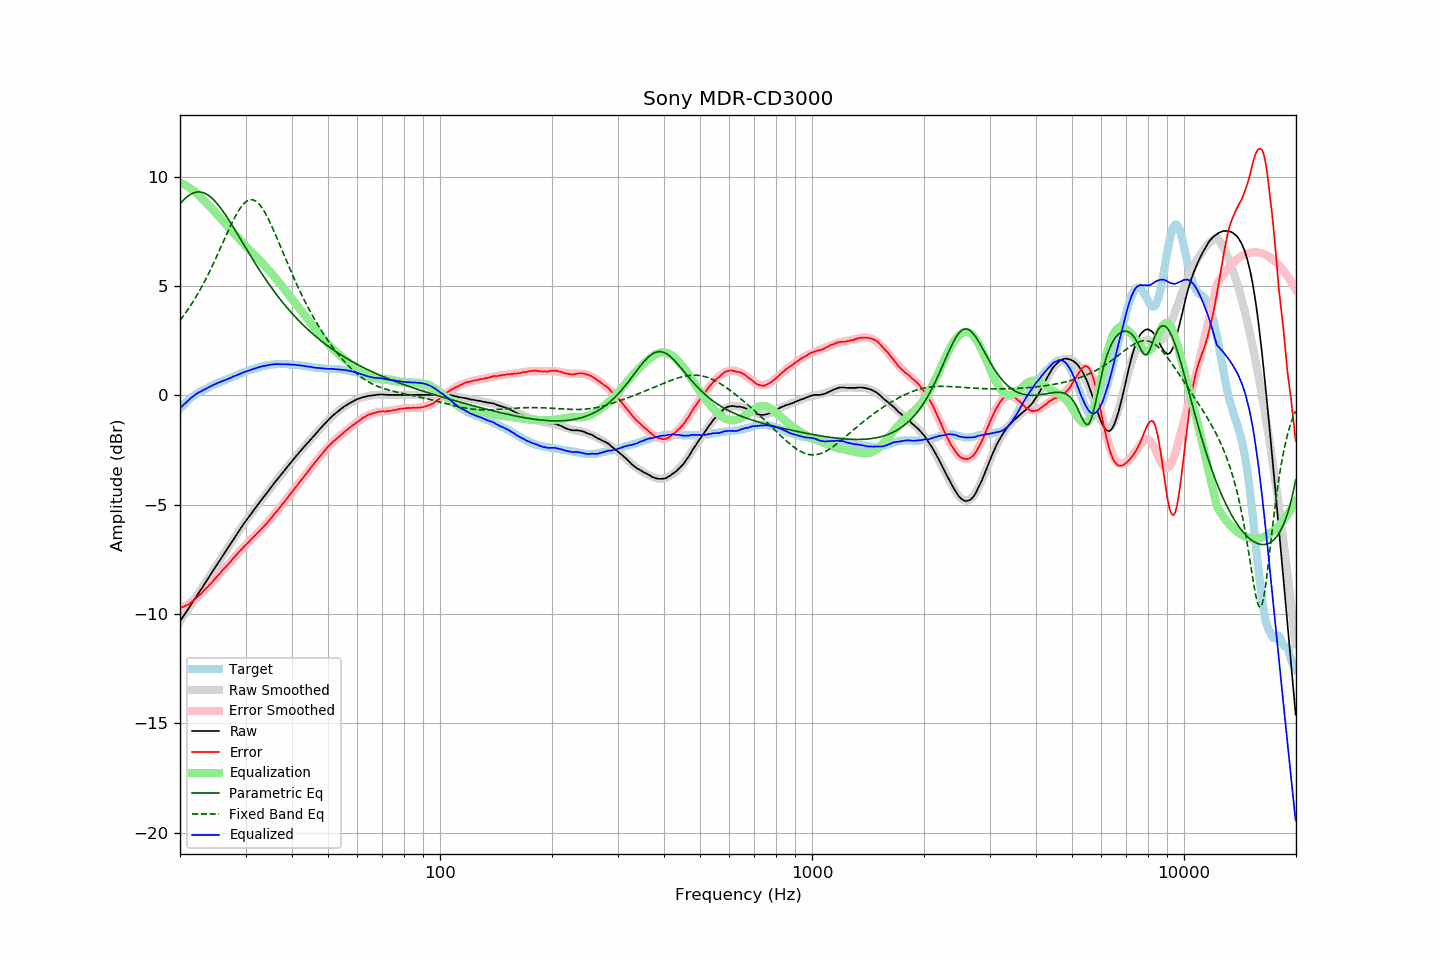 Sony MDR-CD3000
Amplitude (dBr)
10
5
0
−5
−10
−15
−20
Target
Raw Smoothed
Error Smoothed
Raw
Error
Equalization
Parametric Eq
Fixed Band Eq
Equalized
100
1000
10000
Frequency (Hz)